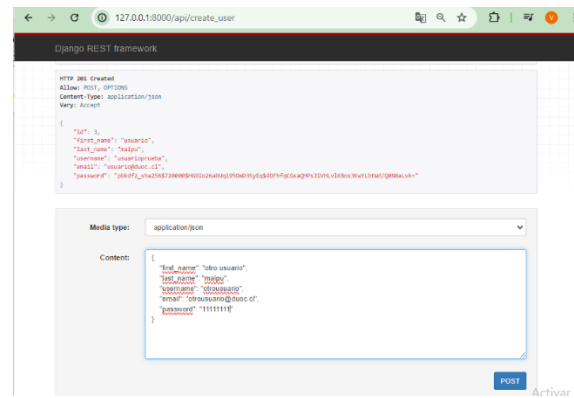 127.0.0.1:8000/api/create_user
Django REST framework
HTTP 201 Created
Allow: POST, OPTIONS
Content-Type: application/json
Vary: Accept
{
"id": 3,
"first_name": "usuario",
"last_name": "maipu",
"username": "usuarioprueba",
"email": "usuario@duoc.cl",
"password":
}
Media type: application/json
Content: {
"first_name": "otro usuario",
"last_name": "maipu",
"username": "otrousuario",
"email": "otrousuario@duoc.cl",
"password": "11111111"
}
POST
Activar